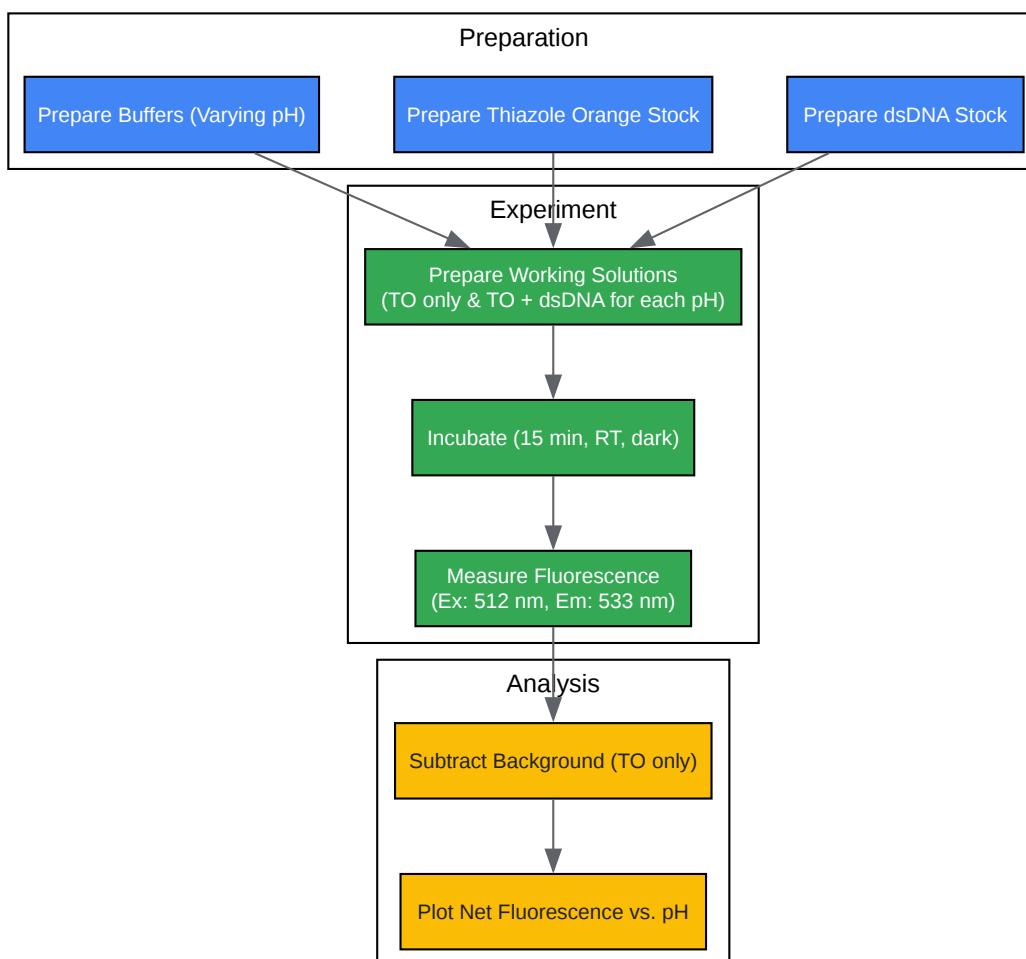 Preparation
Prepare Buffers (Varying pH)
Prepare Thiazole Orange Stock
Prepare dsDNA Stock
Experiment
Prepare Working Solutions
(TO only & TO + dsDNA for each pH)
Incubate (15 min, RT, dark)
Measure Fluorescence
(Ex: 512 nm, Em: 533 nm)
Analysis
Subtract Background (TO only)
Plot Net Fluorescence vs. pH